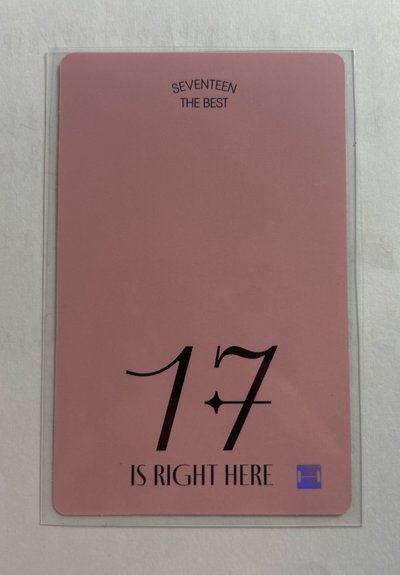 SEVENTEEN
THE BEST
17
IS RIGHT HERE